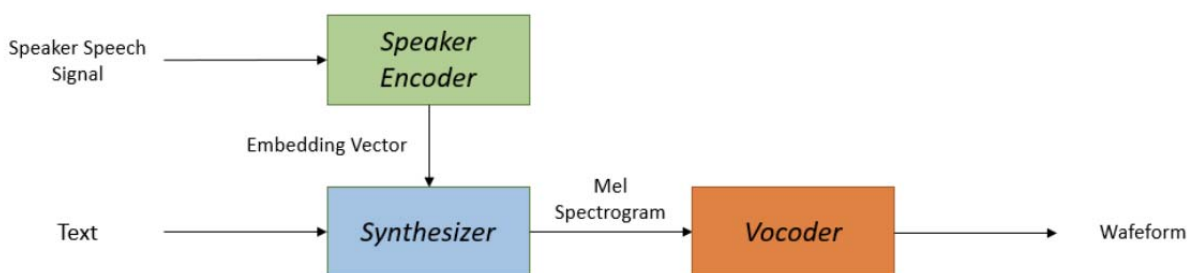 Speaker Speech
Signal
Speaker
Encoder
Embedding Vector
Text
Synthesizer
Mel
Spectrogram
Vocoder
Wafeform